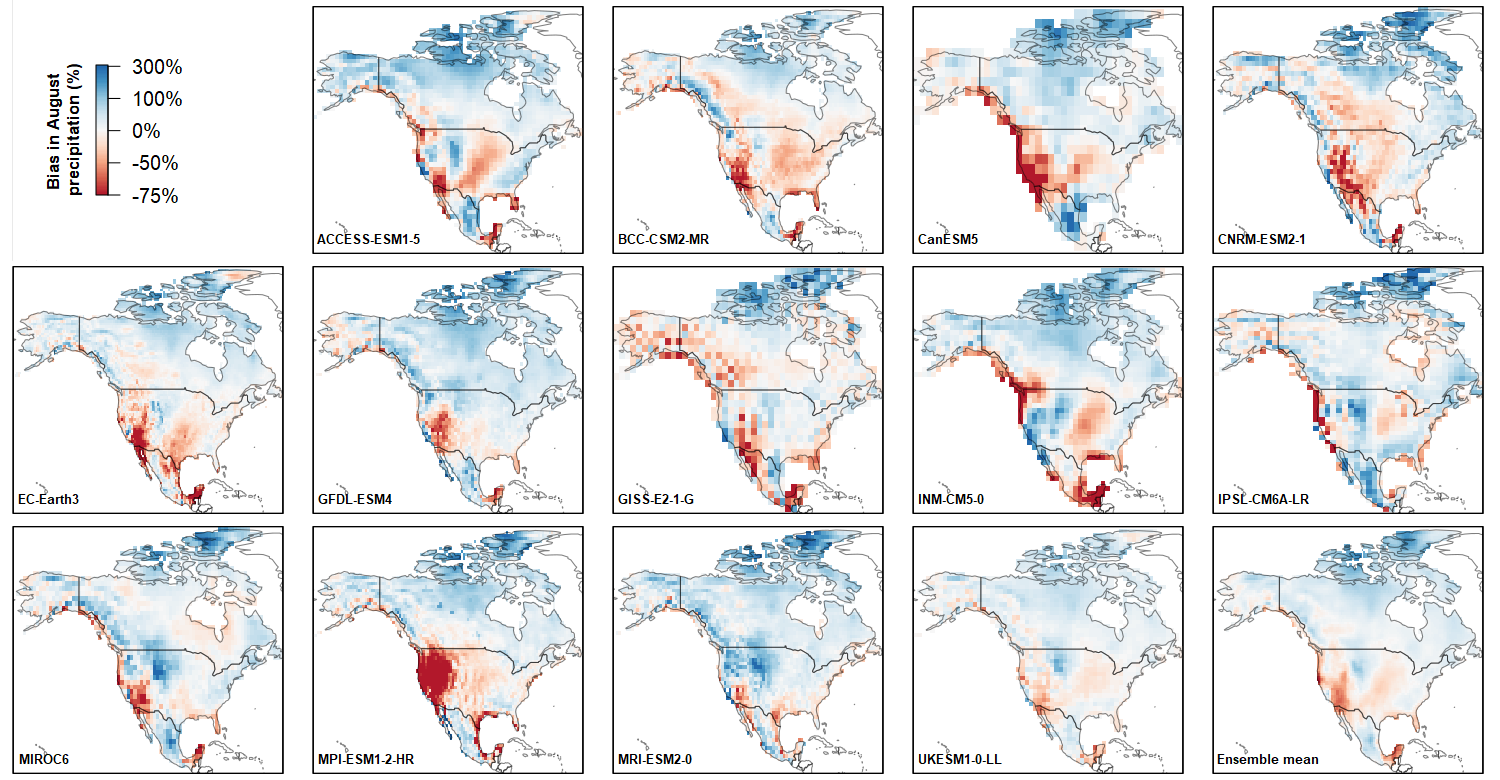 Bias in August
precipitation (%)
300%
100%
0%
-50%
-75%
ACCESS-ESM1-5
BCC-CSM2-MR
CanESM5
CNRM-ESM2-1
EC-Earth3
GFDL-ESM4
GISS-E2-1-G
INM-CM5-0
IPSL-CM6A-LR
MIROC6
MPI-ESM1-2-HR
MRI-ESM2-0
UKESM1-0-LL
Ensemble mean